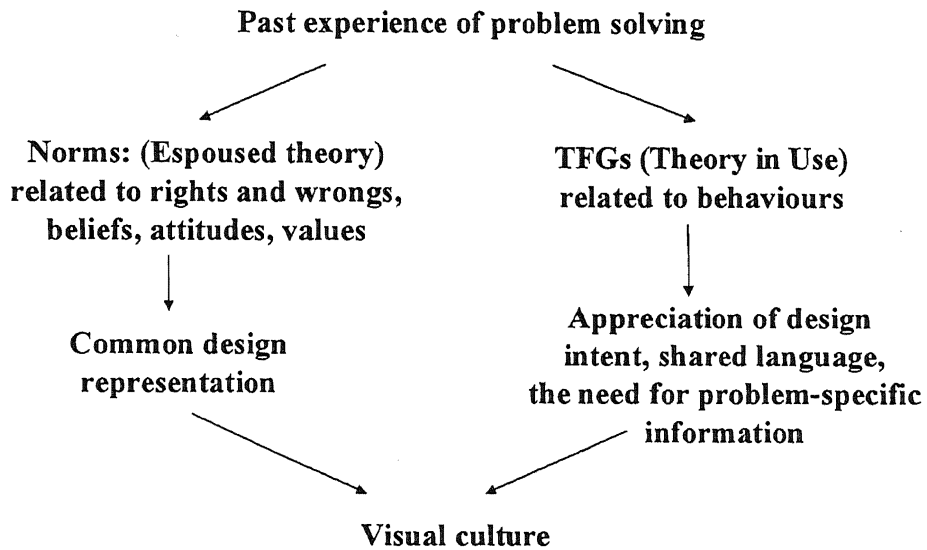 Past experience of problem solving
Norms: (Espoused theory)
related to rights and wrongs,
beliefs, attitudes, values
TFGs (Theory in Use)
related to behaviours
Common design
representation
Appreciation of design
intent, shared language,
the need for problem-specific
information
Visual culture